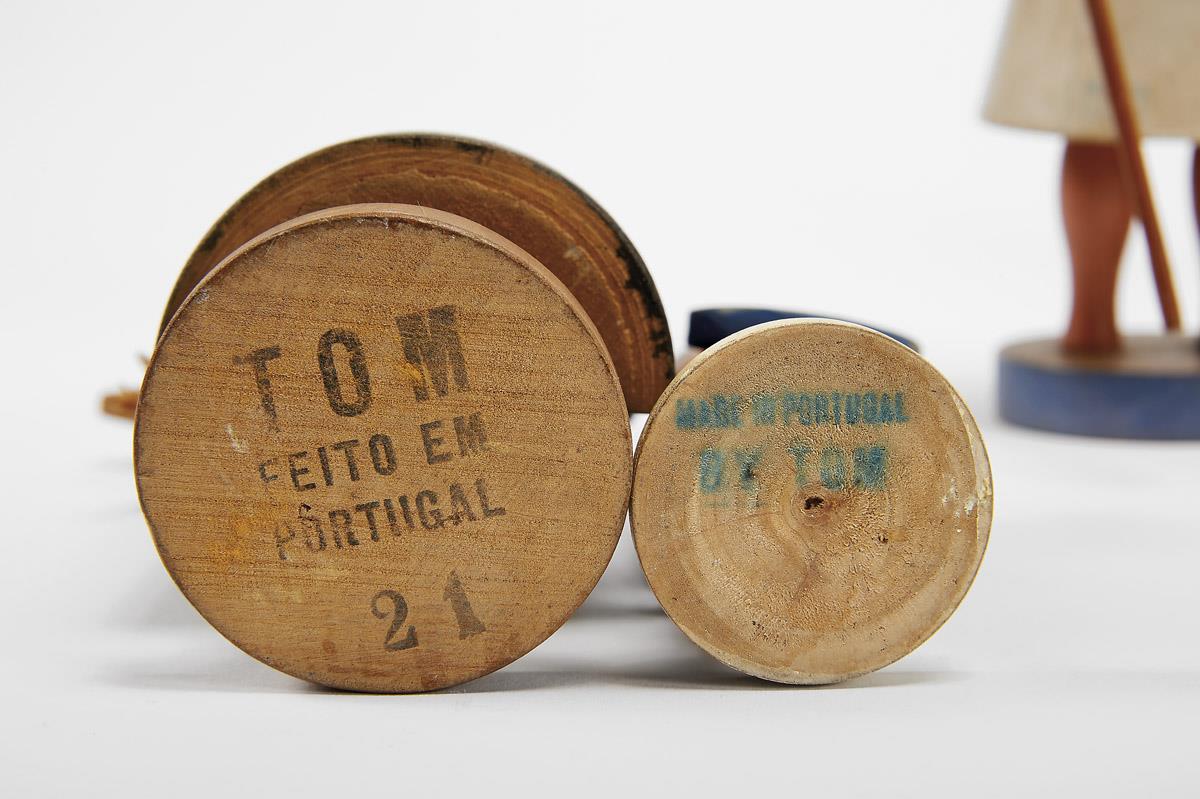 TOM
FEITO EM
PORTUGAL
21
MADE IN PORTUGAL
BY TOM